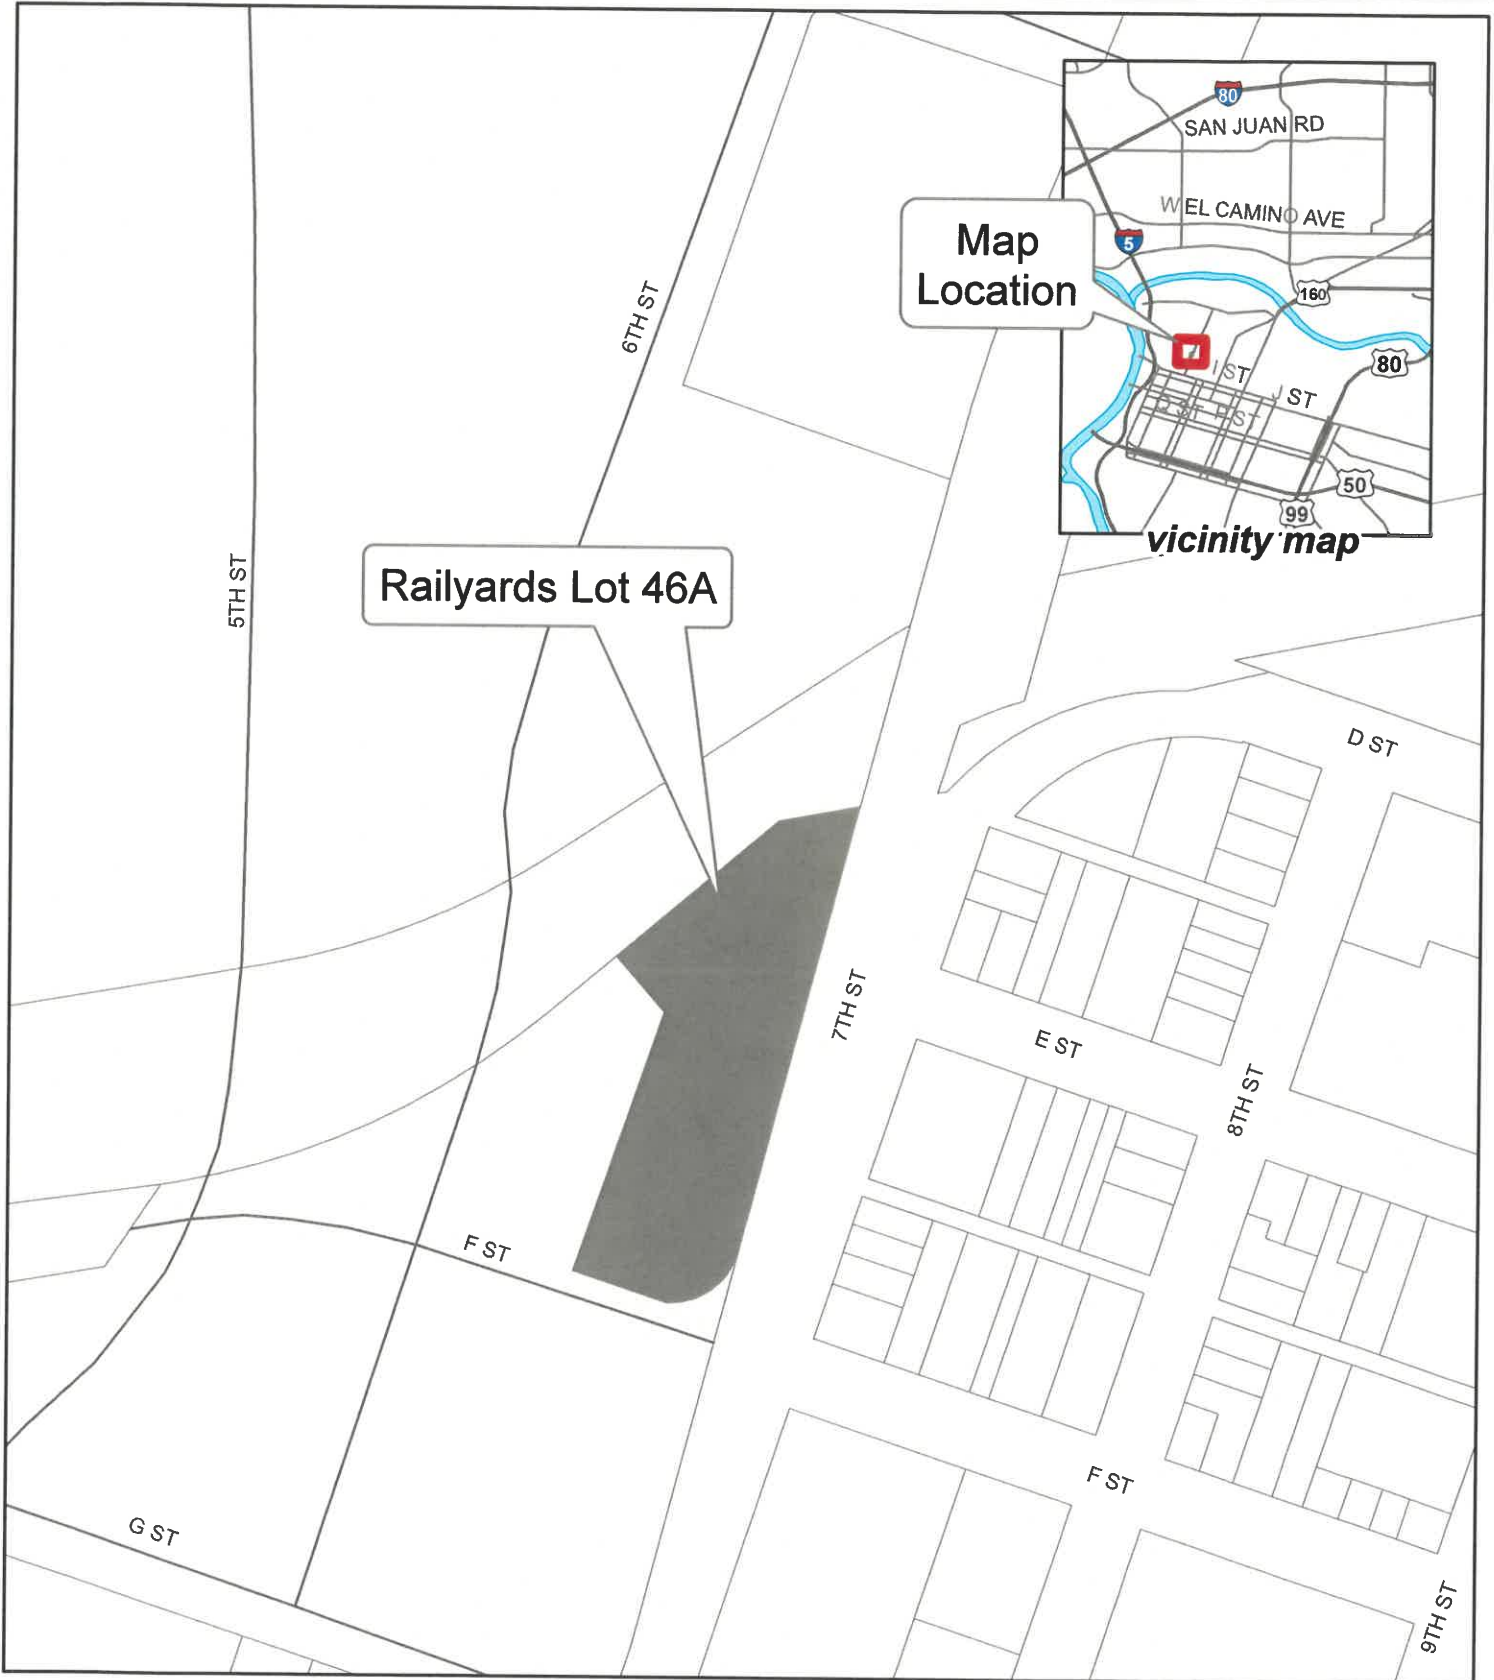 80
SAN JUAN RD
W EL CAMINO AVE
5
Map
Location
160
6TH ST
80
I ST
J ST
P ST
50
99
vicinity map
Railyards Lot 46A
5TH ST
D ST
7TH ST
E ST
8TH ST
F ST
F ST
G ST
9TH ST